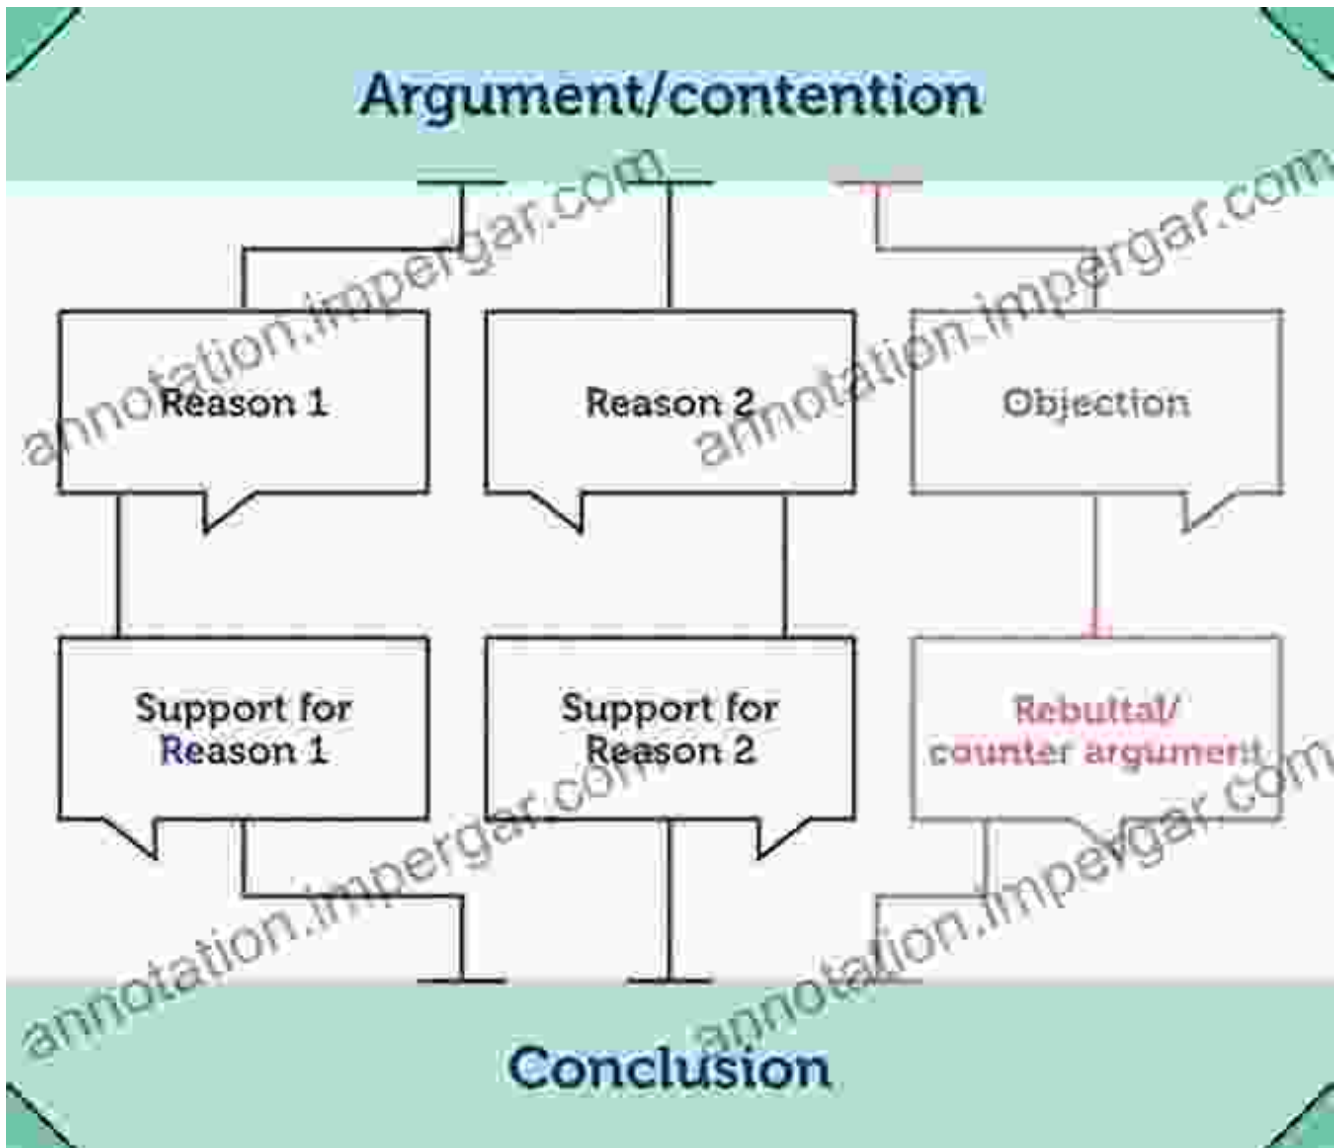 Argument/contention
annotation.impergar.com
annotation.impergar.com
Reason 1
Reason 2
Objection
Support for
Reason 1
Support for
Reason 2
Rebuttal/
counter argument
annotation.impergar.com
annotation.impergar.com
Conclusion